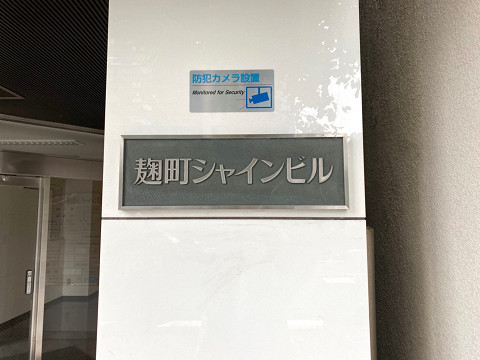 防犯カメラ設置
Monitored for Security
麹町シャインビル